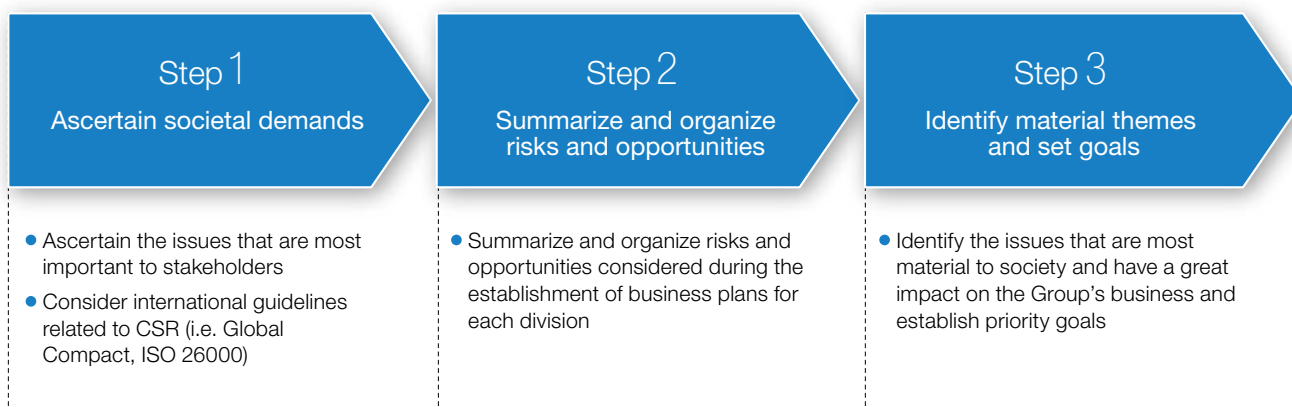 Step 1
Ascertain societal demands
● Ascertain the issues that are most
important to stakeholders
● Consider international guidelines
related to CSR (i.e. Global
Compact, ISO 26000)
Step 2
Summarize and organize
risks and opportunities
● Summarize and organize risks and
opportunities considered during the
establishment of business plans for
each division
Step 3
Identify material themes
and set goals
● Identify the issues that are most
material to society and have a great
impact on the Group's business and
establish priority goals